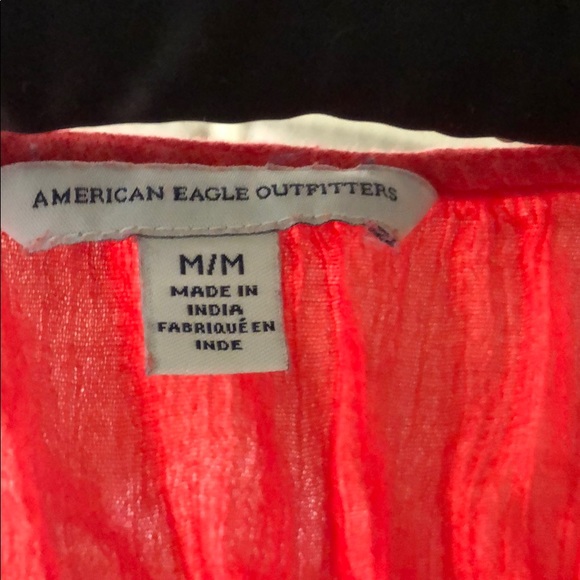 AMERICAN EAGLE OUTFITTERS
M/M
MADE IN
INDIA
FABRIQUÉ EN
INDE